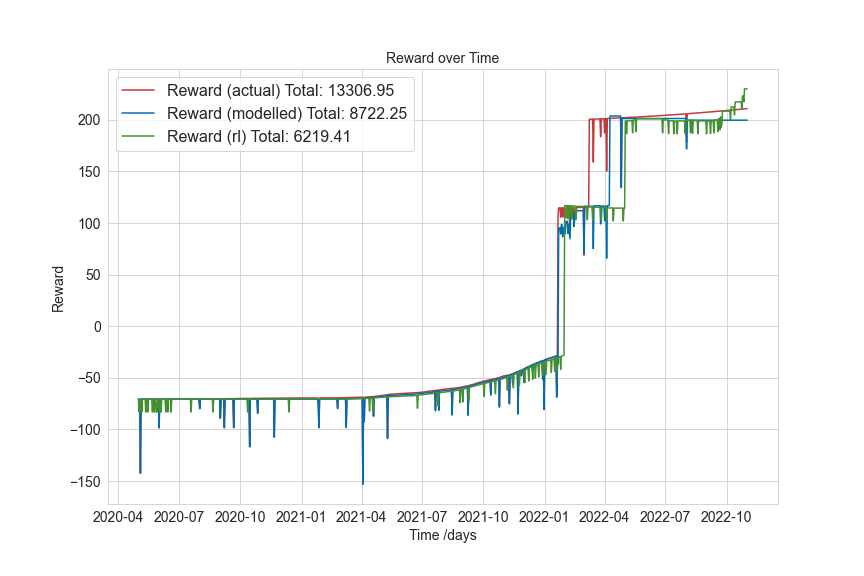 Reward over Time
Reward (actual) Total: 13306.95
Reward (modelled) Total: 8722.25
Reward (rl) Total: 6219.41
200
150
100
50
0
−50
−100
−150
Reward
2020-04 2020-07 2020-10 2021-01 2021-04 2021-07 2021-10 2022-01 2022-04 2022-07 2022-10
Time /days